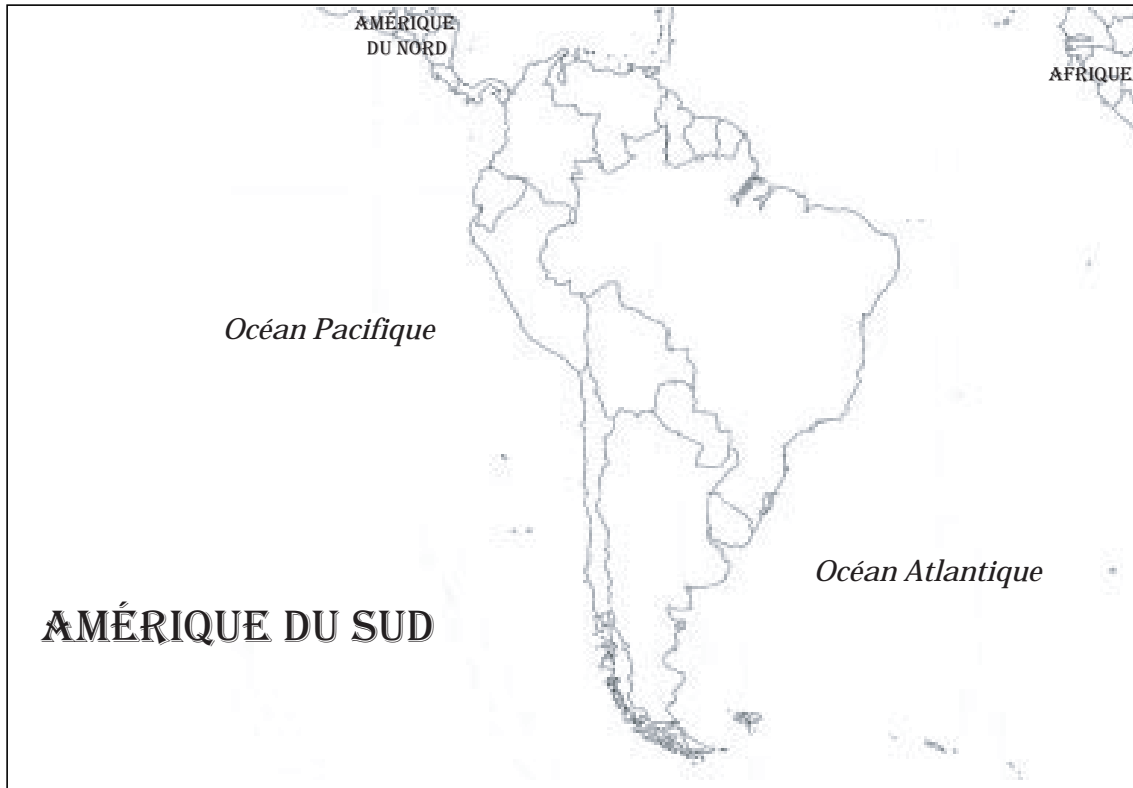 AMÉRIQUE
DU NORD
AFRIQUE
Océan Pacifique
Océan Atlantique
AMÉRIQUE DU SUD